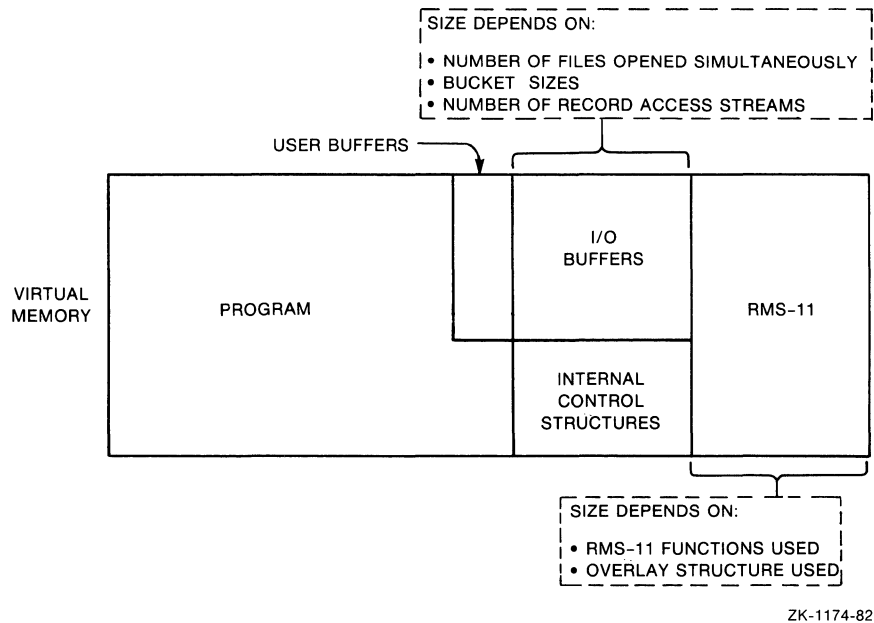 SIZE DEPENDS ON:
• NUMBER OF FILES OPENED SIMULTANEOUSLY
• BUCKET SIZES
• NUMBER OF RECORD ACCESS STREAMS
USER BUFFERS
I/O
BUFFERS
VIRTUAL
MEMORY
PROGRAM
RMS-11
INTERNAL
CONTROL
STRUCTURES
SIZE DEPENDS ON:
• RMS-11 FUNCTIONS USED
• OVERLAY STRUCTURE USED
ZK-1174-82